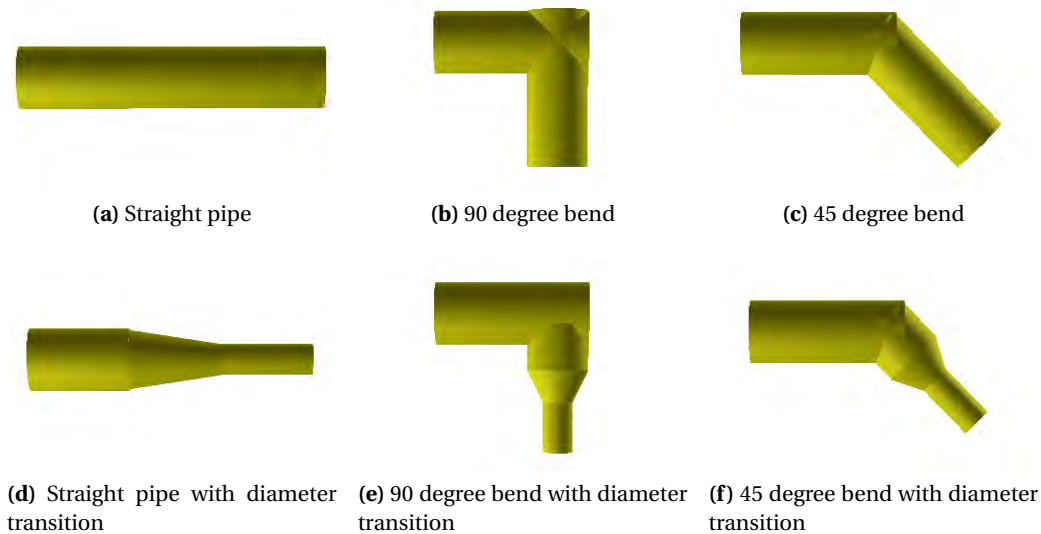 (a) Straight pipe
(b) 90 degree bend
(c) 45 degree bend
(d) Straight pipe with diameter
transition
(e) 90 degree bend with diameter
transition
(f) 45 degree bend with diameter
transition